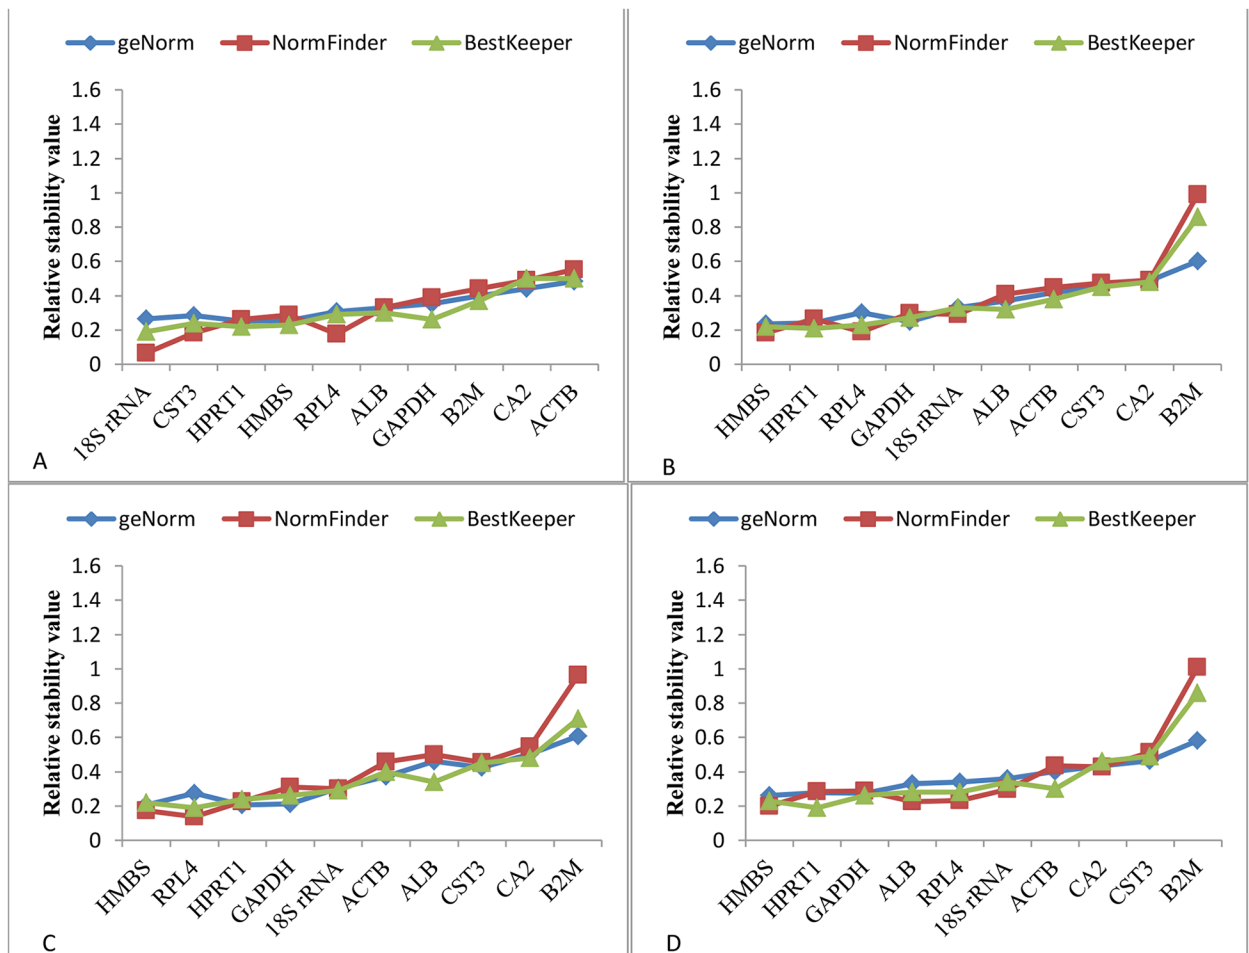 geNorm NormFinder BestKeeper
Relative stability value
1.6
1.4
1.2
1
0.8
0.6
0.4
0.2
0
18S rRNA CST3 HPRT1 HMBS RPL4 ALB GAPDH B2M CA2 ACTB
A
geNorm NormFinder BestKeeper
Relative stability value
1.6
1.4
1.2
1
0.8
0.6
0.4
0.2
0
HMBS HPRT1 RPL4 GAPDH 18S rRNA ALB ACTB CST3 CA2 B2M
B
geNorm NormFinder BestKeeper
Relative stability value
1.6
1.4
1.2
1
0.8
0.6
0.4
0.2
0
HMBS RPL4 HPRT1 GAPDH 18S rRNA ACTB ALB CST3 CA2 B2M
C
geNorm NormFinder BestKeeper
Relative stability value
1.6
1.4
1.2
1
0.8
0.6
0.4
0.2
0
HMBS HPRT1 GAPDH ALB RPL4 18S rRNA ACTB CA2 CST3 B2M
D